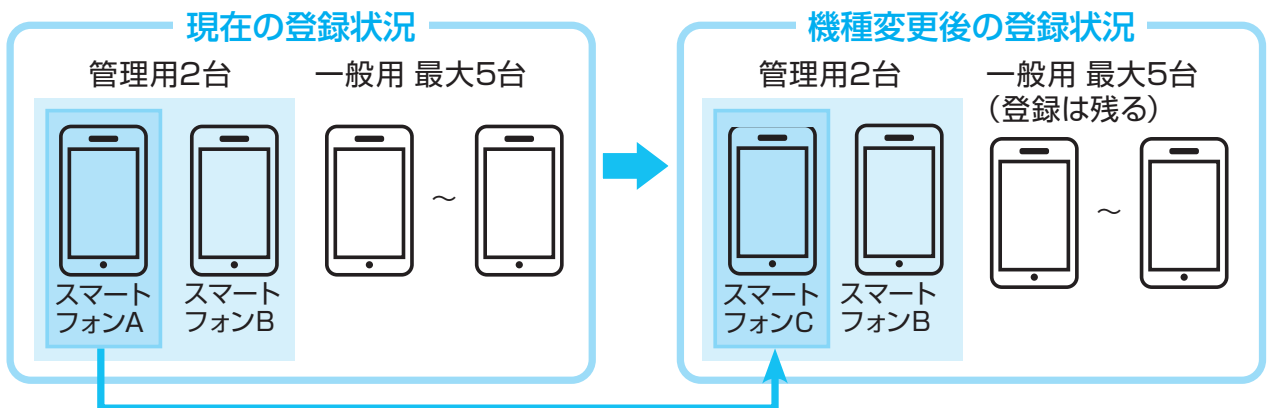 現在の登録状況
管理用2台
一般用 最大5台
～
スマート
フォンA
スマート
フォンB
機種変更後の登録状況
管理用2台
一般用 最大5台
（登録は残る）
～
スマート
フォンC
スマート
フォンB